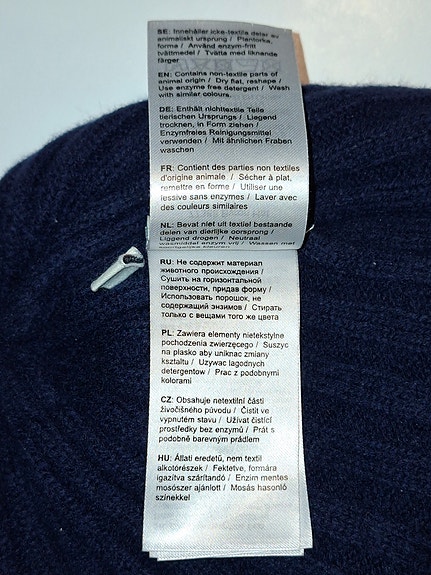 SE: Innehåller icke-textila delar av
animaliskt ursprung / Plantorka,
forma / Använd enzym-fritt
tvättmedel / Tvätta med liknande
färger
EN: Contains non-textile parts of
animal origin / Dry flat, reshape /
Use enzyme free detergent / Wash
with similar colours.
DE: Enthält nichttextile Teile
tierischen Ursprungs / Liegend
trocknen, in Form ziehen /
Enzymfreies Reinigungsmittel
verwenden / Mit ähnlichen Fraben
waschen
FR: Contient des parties non textiles
d'origine animale / Sécher à plat,
remettre en forme / Utiliser une
lessive sans enzymes / Laver avec
des couleurs similaires
NL: Bevat niet uit textiel bestaande
delen van dierlijke oorsprong /
Liggend drogen / Neutraal
wasmiddel enzym vrij / Wassen met
soortgelijke kleuren
RU: Не содержит материал
животного происхождения /
Сушить на горизонтальной
поверхности, придав форму /
Использовать порошок, не
содержащий энзимов / Стирать
только с вещами того же цвета
PL: Zawiera elementy nietekstylne
pochodzenia zwierzęcego / Suszyc
na plasko aby uniknac zmiany
ksztaltu / Uzywac lagodnych
detergentow / Prac z podobnymi
kolorami
CZ: Obsahuje netextilní části
živočišného původu / Čistit ve
vypnutém stavu / Užívat čistící
prostředky bez enzymů / Prát s
podobně barevným prádlem
HU: Állati eredetű, nem textil
alkotórészek / Fektetve, formára
igazítva szárítandó / Enzim mentes
mosószer ajánlott / Mosás hasonló
színekkel